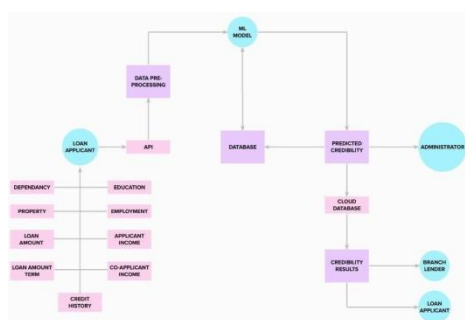 ML
MODEL
DATA PRE-
PROCESSING
LOAN
APPLICANT
API
DATABASE
PREDICTED
CREDIBILITY
ADMINISTRATOR
DEPENDANCY
EDUCATION
PROPERTY
EMPLOYMENT
LOAN
AMOUNT
APPLICANT
INCOME
LOAN AMOUNT
TERM
CO-APPLICANT
INCOME
CREDIT
HISTORY
CLOUD
DATABASE
CREDIBILITY
RESULTS
BRANCH
LENDER
LOAN
APPLICANT